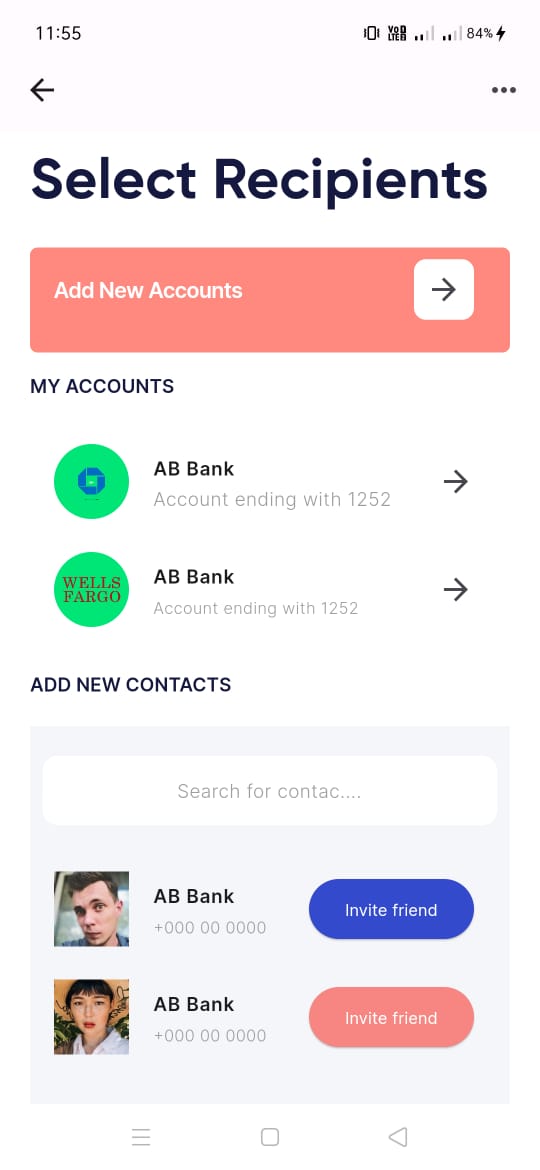 11:55
VoD LTED 84%
Select Recipients
Add New Accounts
MY ACCOUNTS
AB Bank
Account ending with 1252
WELLS
FARGO
AB Bank
Account ending with 1252
ADD NEW CONTACTS
Search for contac....
AB Bank
+000 00 0000
Invite friend
AB Bank
+000 00 0000
Invite friend